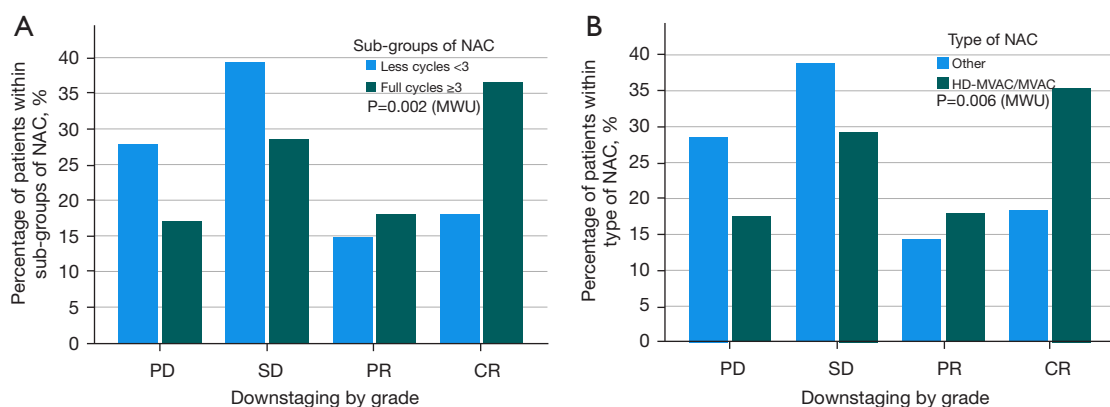 A
Sub-groups of NAC
Less cycles <3
Full cycles ≥3
P=0.002 (MWU)
Percentage of patients within
sub-groups of NAC, %
40
35
30
25
20
15
10
5
0
PD SD PR CR
Downstaging by grade
B
Type of NAC
Other
HD-MVAC/MVAC
P=0.006 (MWU)
Percentage of patients within
type of NAC, %
40
35
30
25
20
15
10
5
0
PD SD PR CR
Downstaging by grade